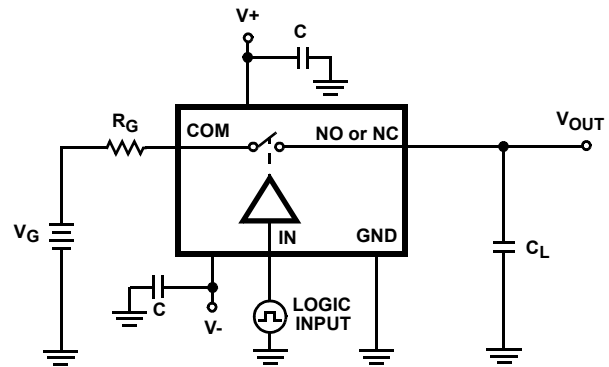 V+
C
RG
COM
NO or NC
VOUT
VG
IN
GND
CL
C
V-
LOGIC
INPUT